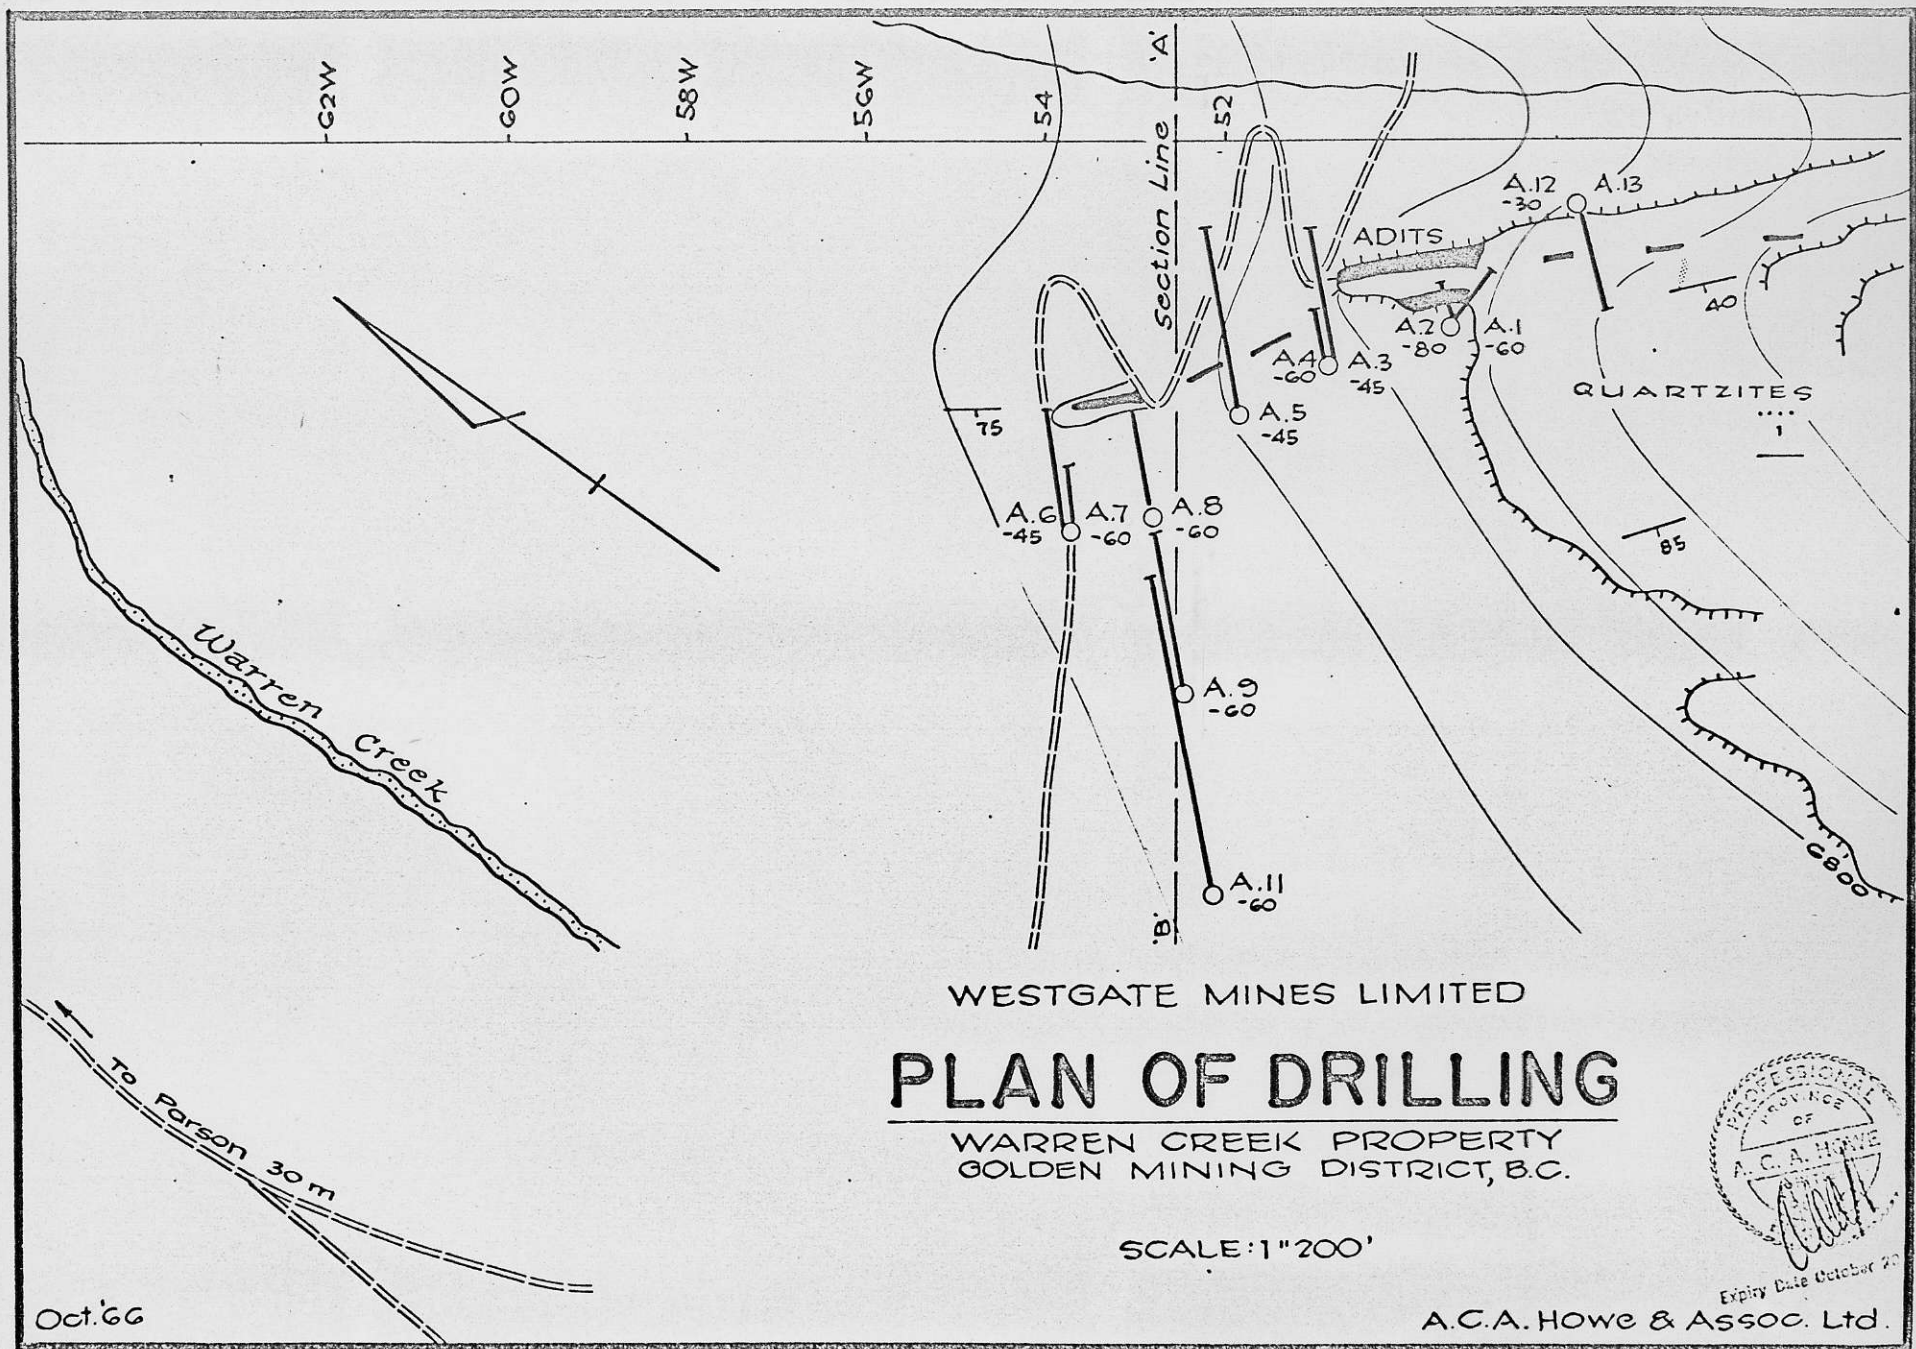 62W
60W
58W
56W
54
52
'A'
Section Line
'B'
ADITS
A.12
-30
A.13
40
A.2
-80
A.1
-60
A.4
-60
A.3
-45
QUARTZITES
1
A.5
-45
75
A.6
-45
A.7
-60
A.8
-60
85
A.9
-60
A.11
-60
6800
Warren Creek
To Parson 30m
WESTGATE MINES LIMITED
PLAN OF DRILLING
WARREN CREEK PROPERTY
GOLDEN MINING DISTRICT, B.C.
SCALE:1"200'
PROFESSIONAL
PROVINCE
OF
A. C. A. HOWE
Expiry Date October
Oct.'66
A.C.A. Howe & Assoc. Ltd.